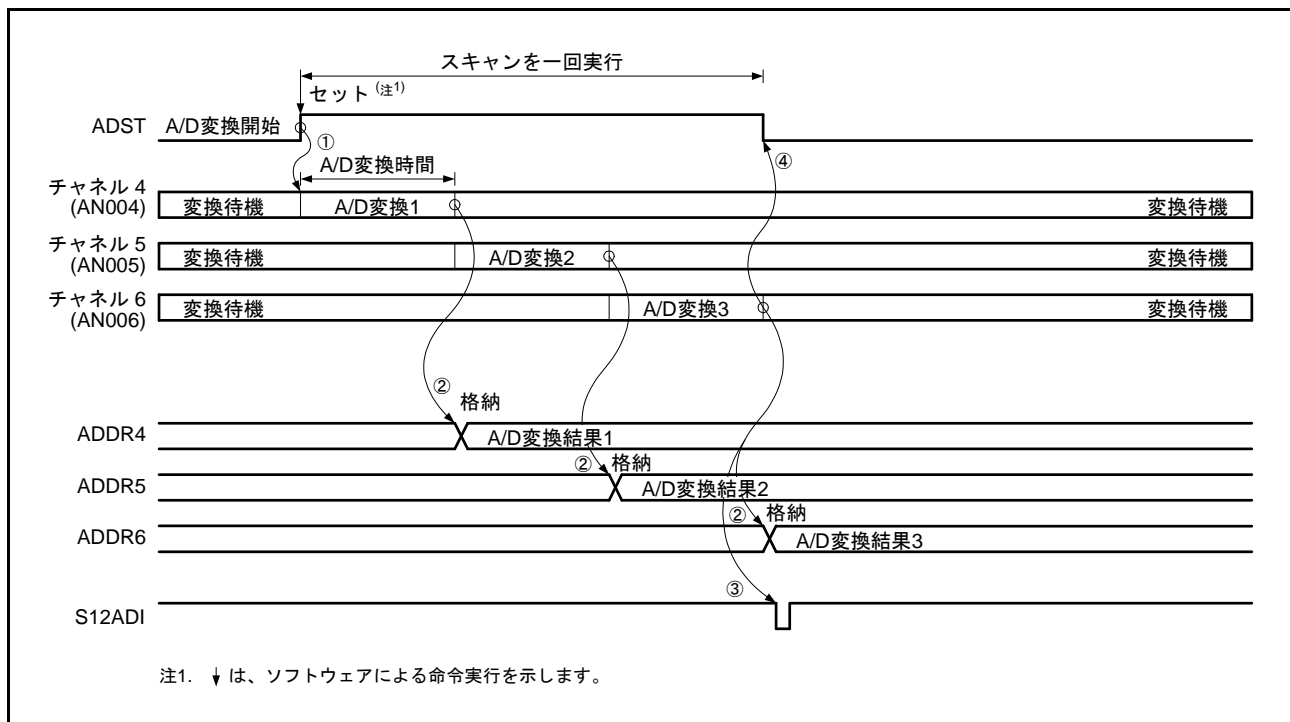 スキャンを一回実行
セット (注1)
ADST A/D変換開始
①
④
A/D変換時間
チャネル 4
(AN004)
変換待機 A/D変換1 変換待機
チャネル 5
(AN005)
変換待機 A/D変換2 変換待機
チャネル 6
(AN006)
変換待機 A/D変換3 変換待機
② 格納
ADDR4 A/D変換結果1
② 格納
ADDR5 A/D変換結果2
② 格納
ADDR6 A/D変換結果3
③
S12ADI
注1. は、ソフトウェアによる命令実行を示します。